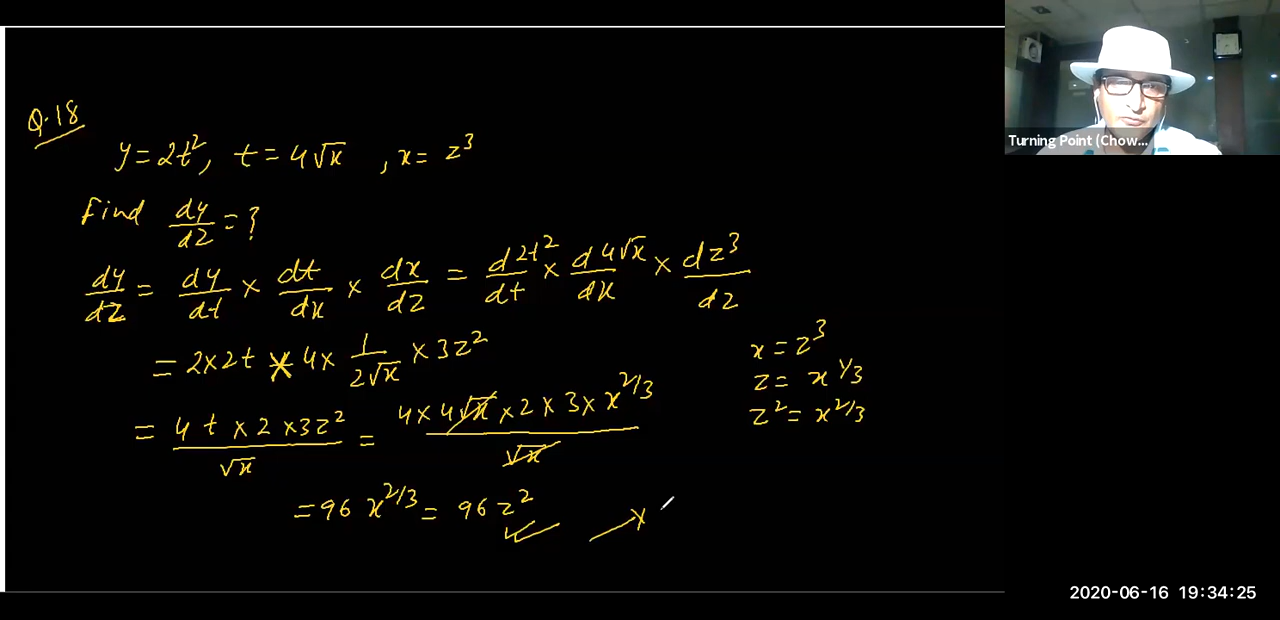 Turning Point (Chow...
Q.18
y = 2t², t = 4√x , x = z³
Find dy/dz = ?
dy/dz = dy/dt × dt/dx × dx/dz = d2t²/dt × d4√x/dx × dz³/dz
= 2×2t * 4× 1/2√x × 3z²
x = z³
z = x^1/3
z² = x^2/3
= 4t × 2 × 3z²/√x = 4 × 4√x × 2 × 3 × x^2/3/√x
= 96 x^2/3 = 96 z²
2020-06-16 19:34:25